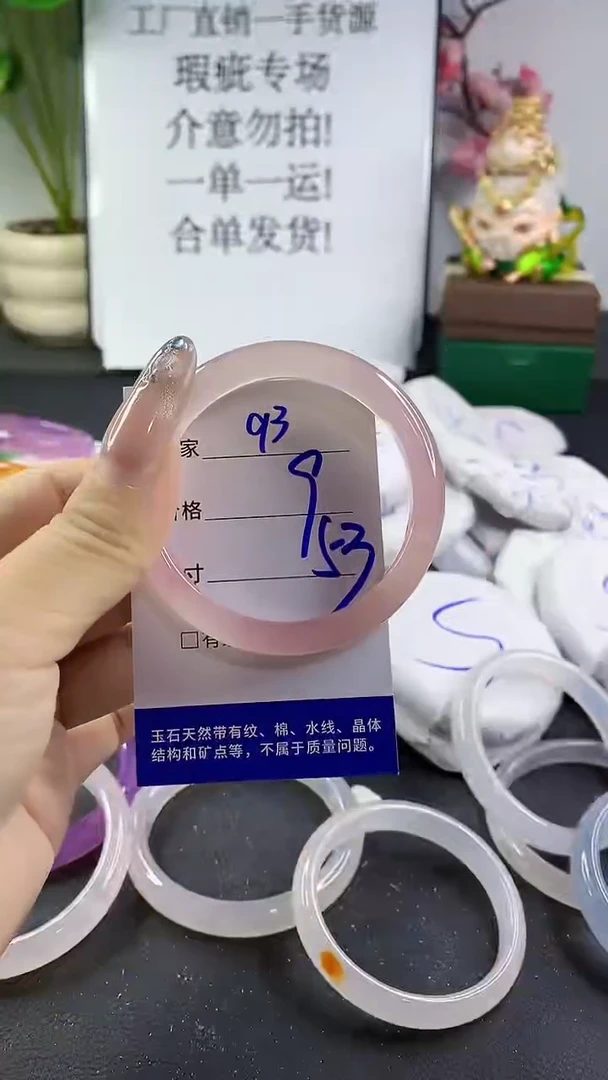 工厂直销一手货源
瑕疵专场
介意勿拍!
一单一运!
合单发货!
家 93
格 9
寸 53
□有
玉石天然带有纹、棉、水线、晶体
结构和矿点等，不属于质量问题。
S